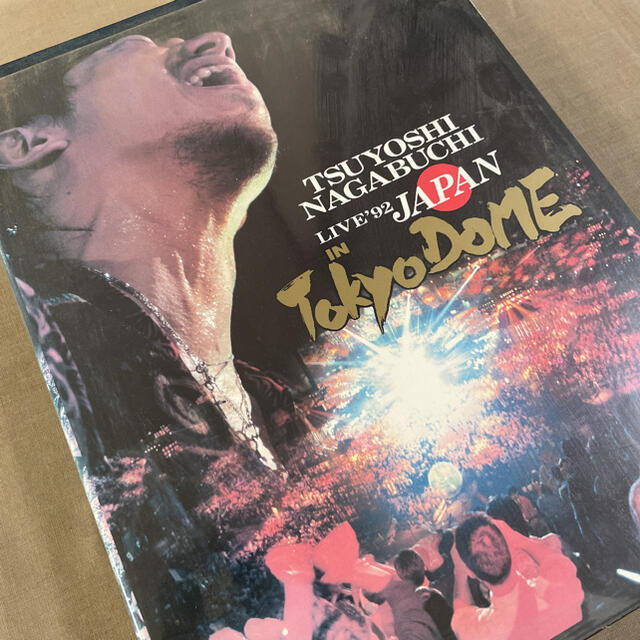 TSUYOSHI
NAGABUCHI
LIVE'92 JAPAN
IN
Tokyo DOME